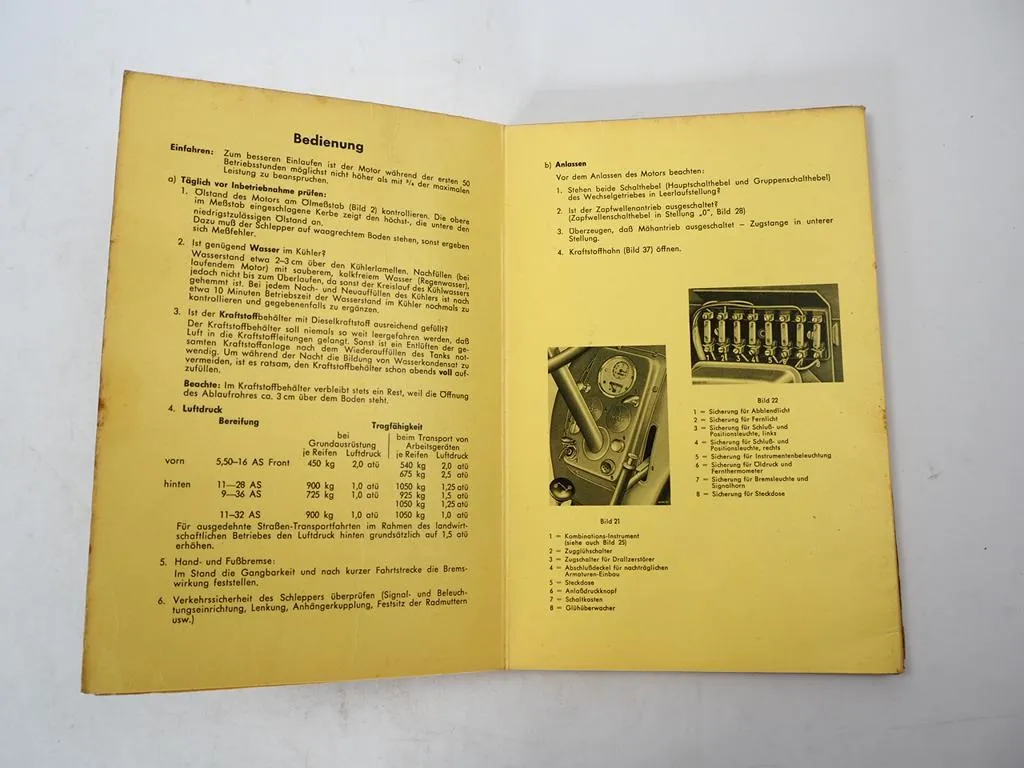 Bedienung
Einfahren: Zum besseren Einlaufen ist der Motor während der ersten 50
Betriebsstunden möglichst nicht höher als mit 3/4 der maximalen
Leistung zu beanspruchen.
a) Täglich vor Inbetriebnahme prüfen:
1. Ölstand des Motors am Ölmeßstab (Bild 2) kontrollieren. Die obere
im Meßstab eingeschlagene Kerbe zeigt den höchst-, die untere den
niedrigstzulässigen Ölstand an.
Dazu muß der Schlepper auf waagrechtem Boden stehen, sonst ergeben
sich Meßfehler.
2. Ist genügend Wasser im Kühler?
Wasserstand etwa 2–3 cm über den Kühlerlamellen. Nachfüllen (bei
laufendem Motor) mit sauberem, kalkfreiem Wasser (Regenwasser),
jedoch nicht bis zum Überlaufen, da sonst der Kreislauf des Kühlwassers
gehemmt ist. Bei jedem Nach- und Neuauffüllen des Kühlers ist nach
etwa 10 Minuten Betriebszeit der Wasserstand im Kühler nochmals zu
kontrollieren und gegebenenfalls zu ergänzen.
3. Ist der Kraftstoffbehälter mit Dieselkraftstoff ausreichend gefüllt?
Der Kraftstoffbehälter soll niemals so weit leergefahren werden, daß
Luft in die Kraftstoffleitungen gelangt. Sonst ist ein Entlüften der ge-
samten Kraftstoffanlage nach dem Wiederauffüllen des Tanks not-
wendig. Um während der Nacht die Bildung von Wasserkondensat zu
vermeiden, ist es ratsam, den Kraftstoffbehälter schon abends voll auf-
zufüllen.
Beachte: Im Kraftstoffbehälter verbleibt stets ein Rest, weil die Öffnung
des Ablaufrohres ca. 3 cm über dem Boden steht.
4. Luftdruck
Bereifung Tragfähigkeit
bei beim Transport von
Grundausrüstung Arbeitsgeräten
je Reifen Luftdruck je Reifen Luftdruck
vorn 5,50–16 AS Front 450 kg 2,0 atü 540 kg 2,0 atü
675 kg 2,5 atü
hinten 11–28 AS 900 kg 1,0 atü 1050 kg 1,25 atü
9–36 AS 725 kg 1,0 atü 925 kg 1,5 atü
1050 kg 1,25 atü
11–32 AS 900 kg 1,0 atü 1050 kg 1,0 atü
Für ausgedehnte Straßen-Transportfahrten im Rahmen des landwirt-
schaftlichen Betriebes den Luftdruck hinten grundsätzlich auf 1,5 atü
erhöhen.
5. Hand- und Fußbremse:
Im Stand die Gangbarkeit und nach kurzer Fahrtstrecke die Brems-
wirkung feststellen.
6. Verkehrssicherheit des Schleppers überprüfen (Signal- und Beleuch-
tungseinrichtung, Lenkung, Anhängerkupplung, Festsitz der Radmuttern
usw.)
b) Anlassen
Vor dem Anlassen des Motors beachten:
1. Stehen beide Schalthebel (Hauptschalthebel und Gruppenschalthebel)
des Wechselgetriebes in Leerlaufstellung?
2. Ist der Zapfwellenantrieb ausgeschaltet?
(Zapfwellenschalthebel in Stellung „0", Bild 28)
3. Überzeugen, daß Mähantrieb ausgeschaltet – Zugstange in unterer
Stellung.
4. Kraftstoffhahn (Bild 37) öffnen.
Bild 22
1 = Sicherung für Abblendlicht
2 = Sicherung für Fernlicht
3 = Sicherung für Schluß- und
Positionsleuchte, links
4 = Sicherung für Schluß- und
Positionsleuchte, rechts
5 = Sicherung für Instrumentenbeleuchtung
6 = Sicherung für Öldruck und
Fernthermometer
7 = Sicherung für Bremsleuchte und
Signalhorn
8 = Sicherung für Steckdose
Bild 21
1 = Kombinations-Instrument
(siehe auch Bild 25)
2 = Zugglühschalter
3 = Zugschalter für Drallzerstörer
4 = Abschlußdeckel für nachträglichen
Armaturen-Einbau
5 = Steckdose
6 = Anlaßdruckknopf
7 = Schaltkasten
8 = Glühüberwacher